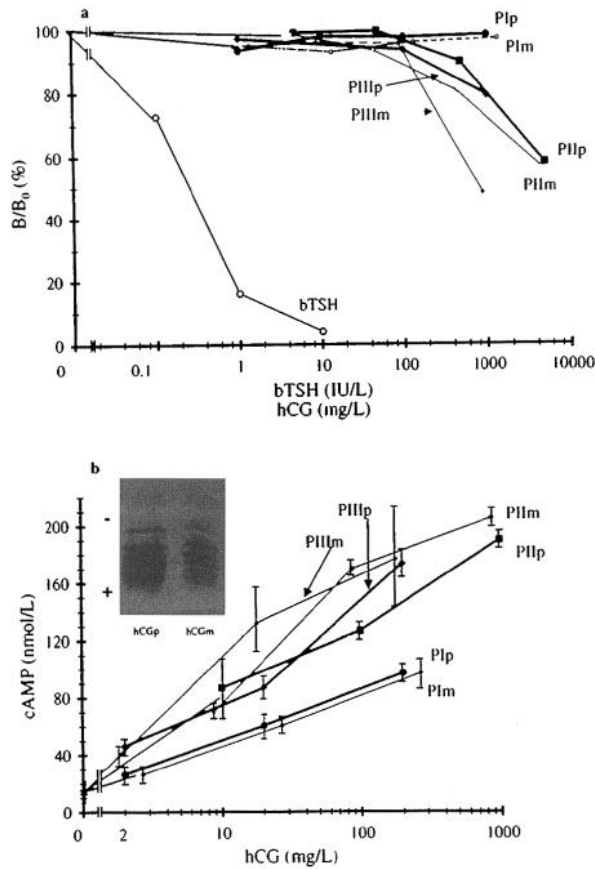 a
100
80
60
40
20
0
B/B₀ (%)
PIp
PIm
PIIIp
PIIIm
PIIp
PIIm
bTSH
0 0.1 1 10 100 1000 10000
bTSH (IU/L)
hCG (mg/L)
b
200
160
120
80
40
0
cAMP (nmol/L)
-
+
hCGp hCGm
PIIIm
PIIIp
PIIm
PIIp
PIp
PIm
2 10 100 1000
hCG (mg/L)